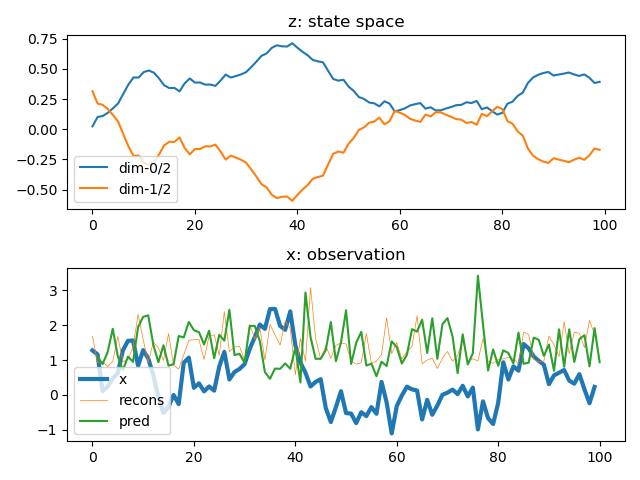 z: state space
0.75
0.50
0.25
0.00
−0.25
−0.50
dim-0/2
dim-1/2
0 20 40 60 80 100
x: observation
3
2
1
0
−1
x
recons
pred
0 20 40 60 80 100